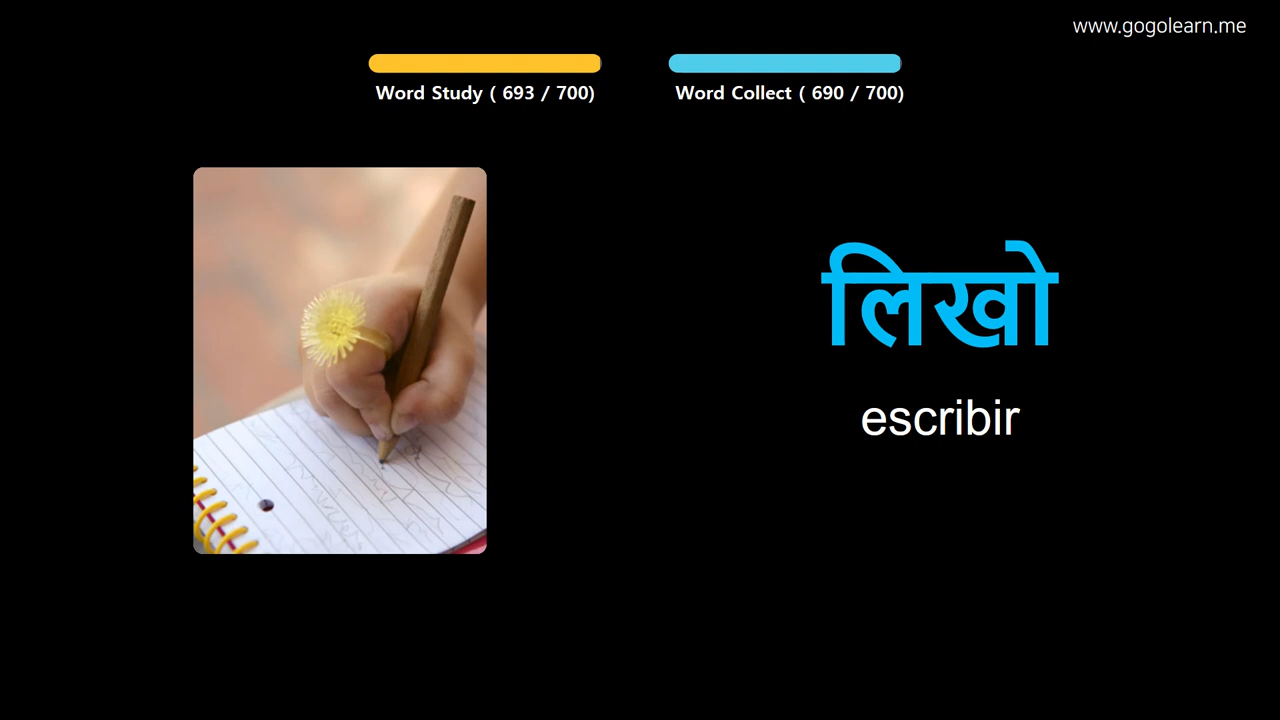 www.gogolearn.me
Word Study ( 693 / 700)
Word Collect ( 690 / 700)
लिखो
escribir